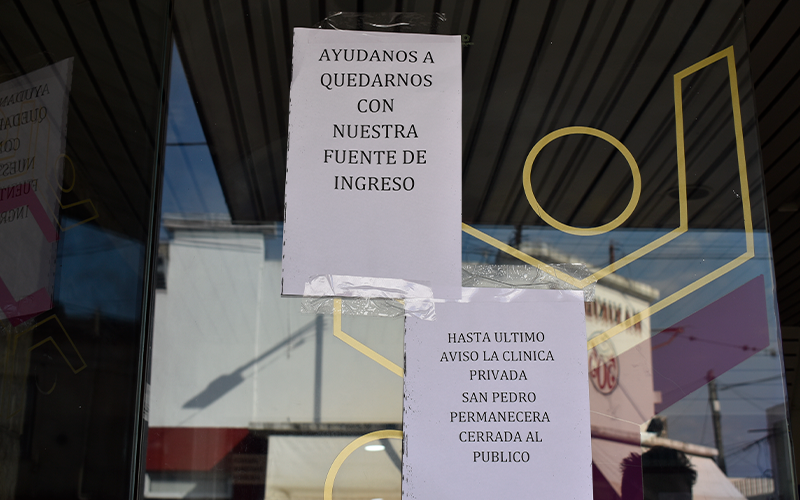 AYUDANOS A
QUEDARNOS
CON
NUESTRA
FUENTE DE
INGRESO
HASTA ULTIMO
AVISO LA CLINICA
PRIVADA
SAN PEDRO
PERMANECERA
CERRADA AL
PUBLICO